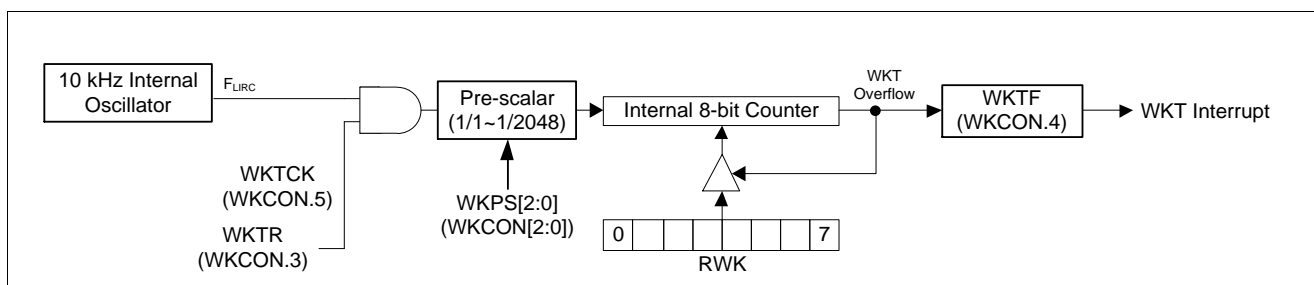 10 kHz Internal
Oscillator
FLIRC
WKTCK
(WKCON.5)
WKTR
(WKCON.3)
Pre-scalar
(1/1~1/2048)
WKPS[2:0]
(WKCON[2:0])
Internal 8-bit Counter
0
7
RWK
WKT
Overflow
WKTF
(WKCON.4)
WKT Interrupt